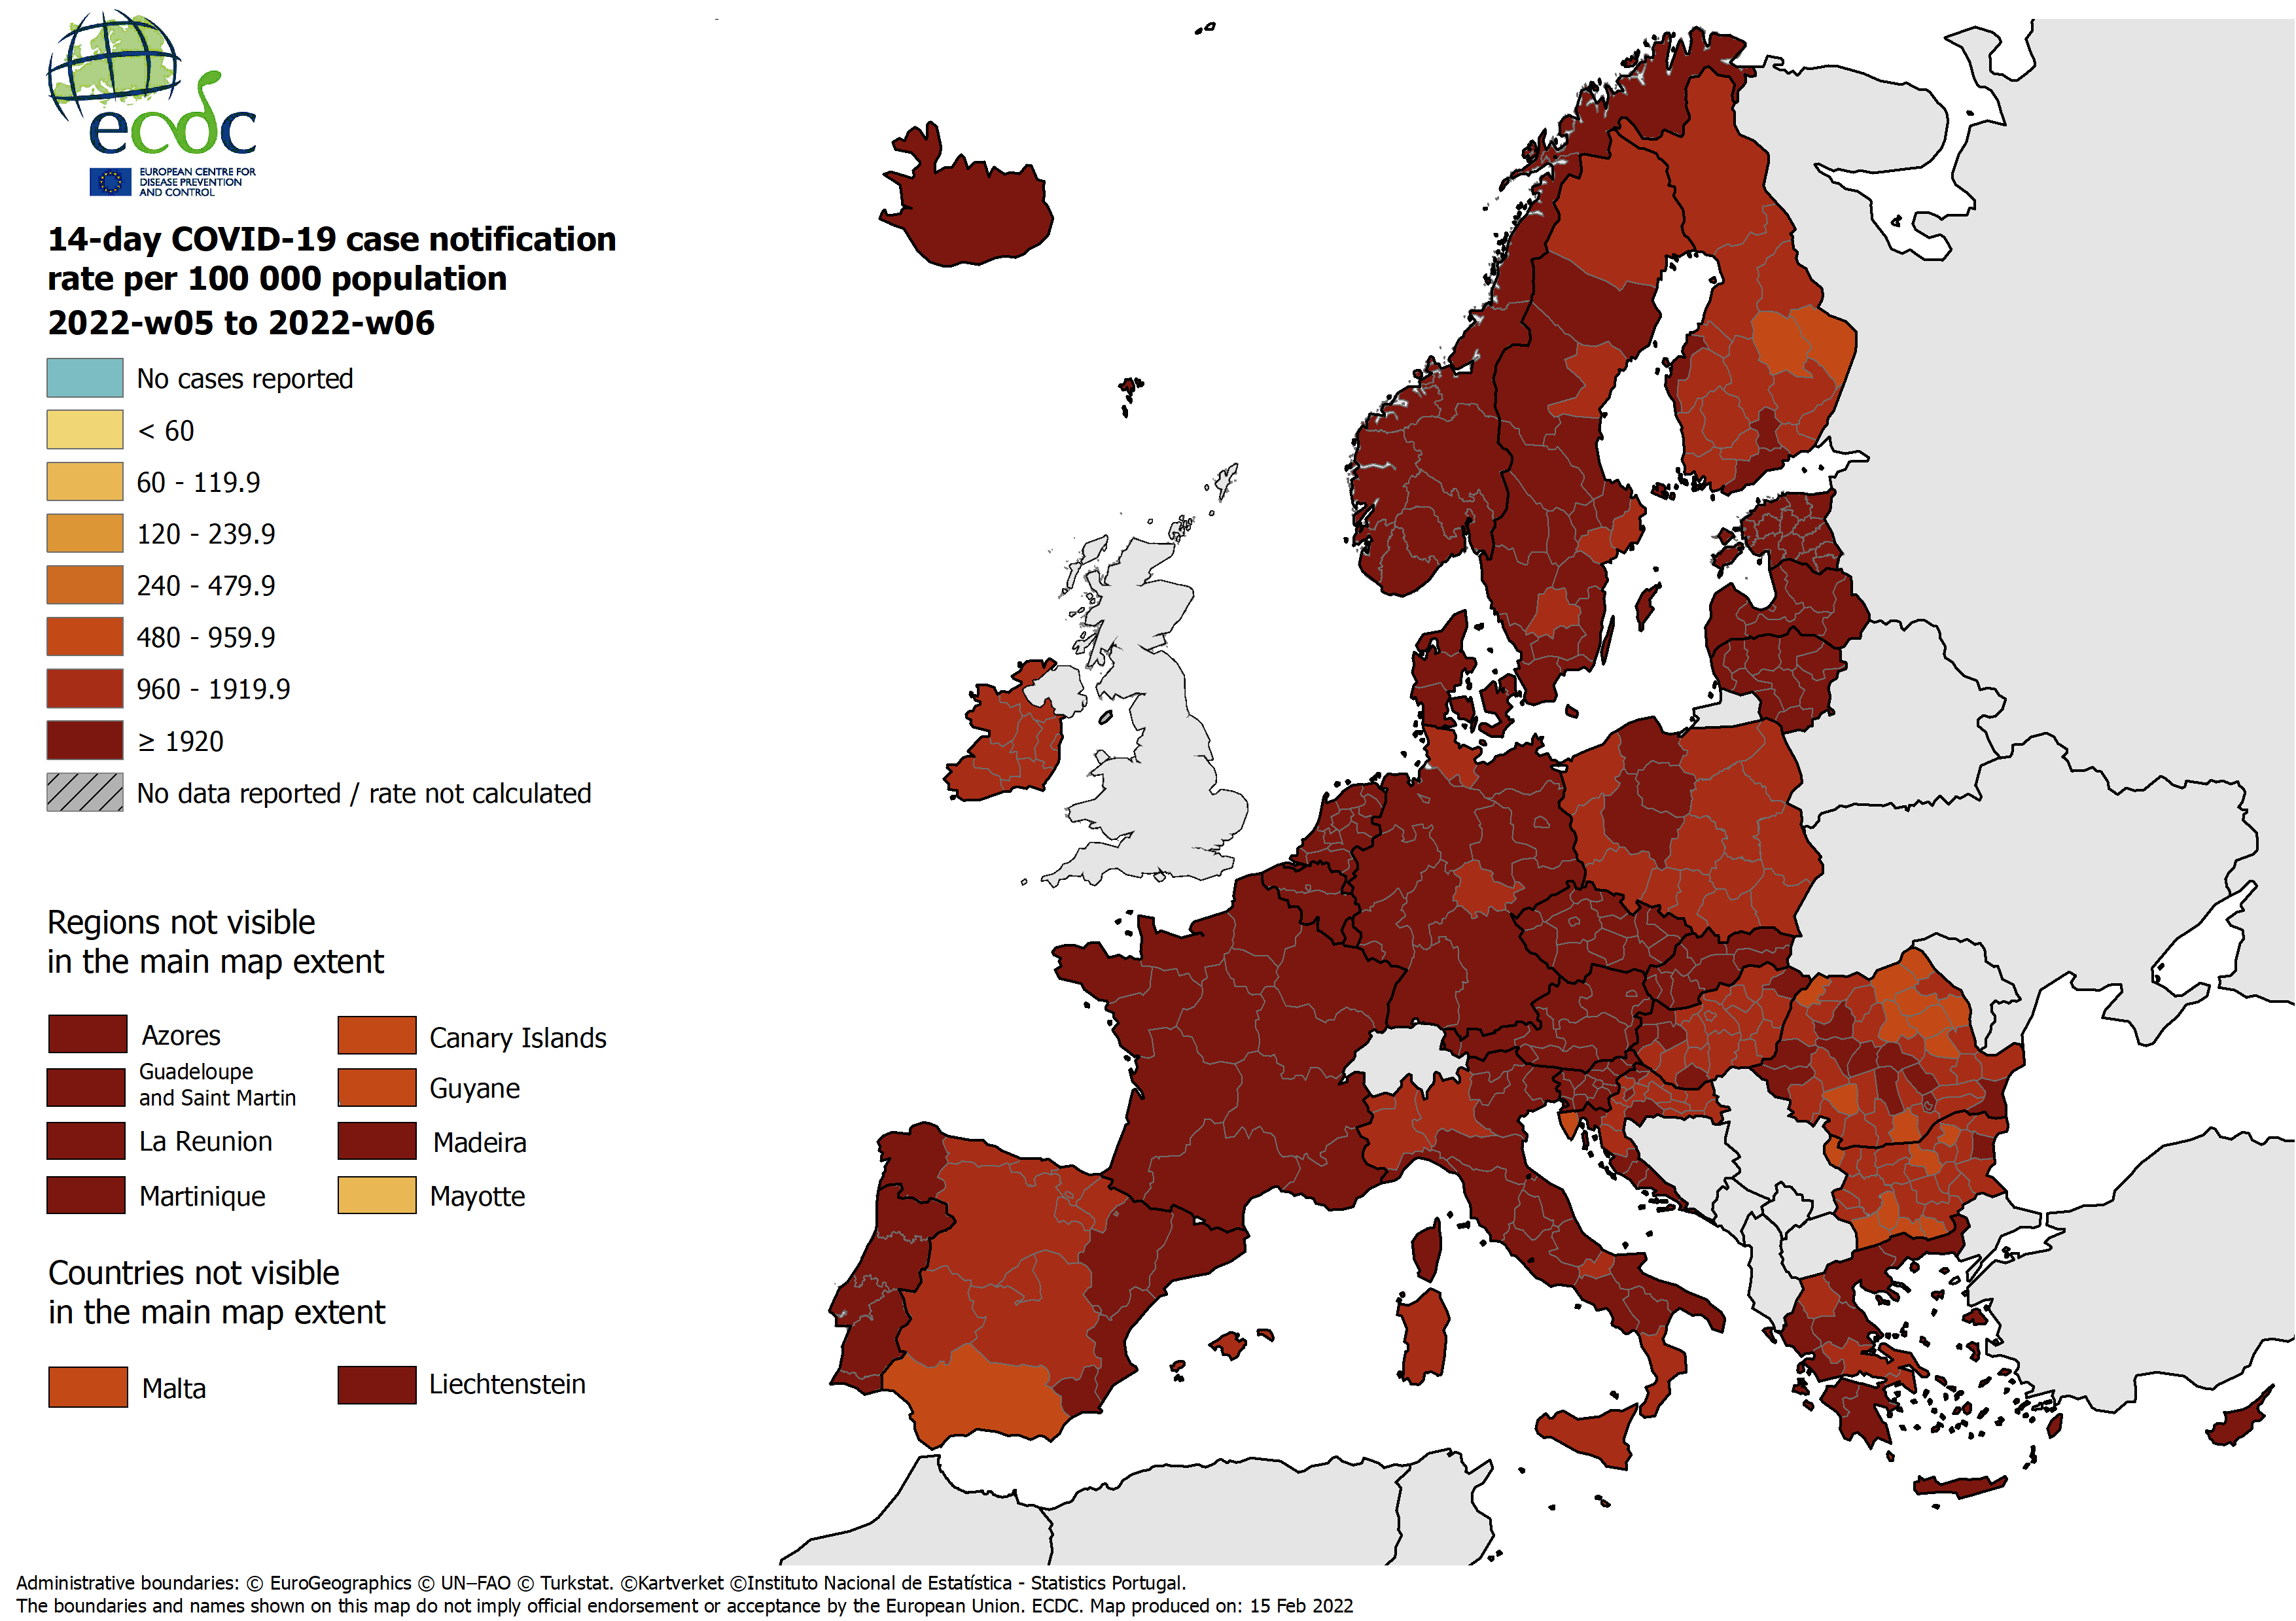 ecdc
EUROPEAN CENTRE FOR
DISEASE PREVENTION
AND CONTROL
14-day COVID-19 case notification
rate per 100 000 population
2022-w05 to 2022-w06
No cases reported
< 60
60 - 119.9
120 - 239.9
240 - 479.9
480 - 959.9
960 - 1919.9
≥ 1920
No data reported / rate not calculated
Regions not visible
in the main map extent
Azores
Canary Islands
Guadeloupe
and Saint Martin
Guyane
La Reunion
Madeira
Martinique
Mayotte
Countries not visible
in the main map extent
Malta
Liechtenstein
Administrative boundaries: © EuroGeographics © UN–FAO © Turkstat. ©Kartverket ©Instituto Nacional de Estatística - Statistics Portugal.
The boundaries and names shown on this map do not imply official endorsement or acceptance by the European Union. ECDC. Map produced on: 15 Feb 2022